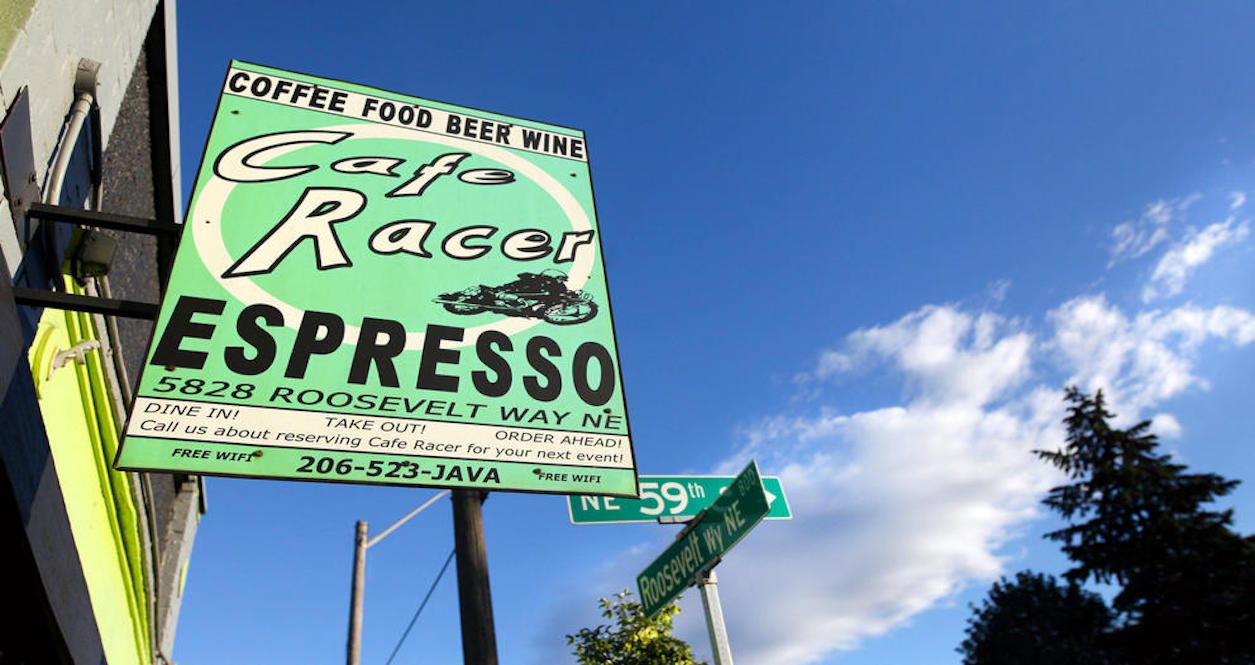 COFFEE FOOD BEER WINE
Cafe
Racer
ESPRESSO
5828 ROOSEVELT WAY NE
DINE IN! TAKE OUT! ORDER AHEAD!
Call us about reserving Cafe Racer for your next event!
FREE WIFI 206-523-JAVA FREE WIFI
NE 59th
Roosevelt Wy NE